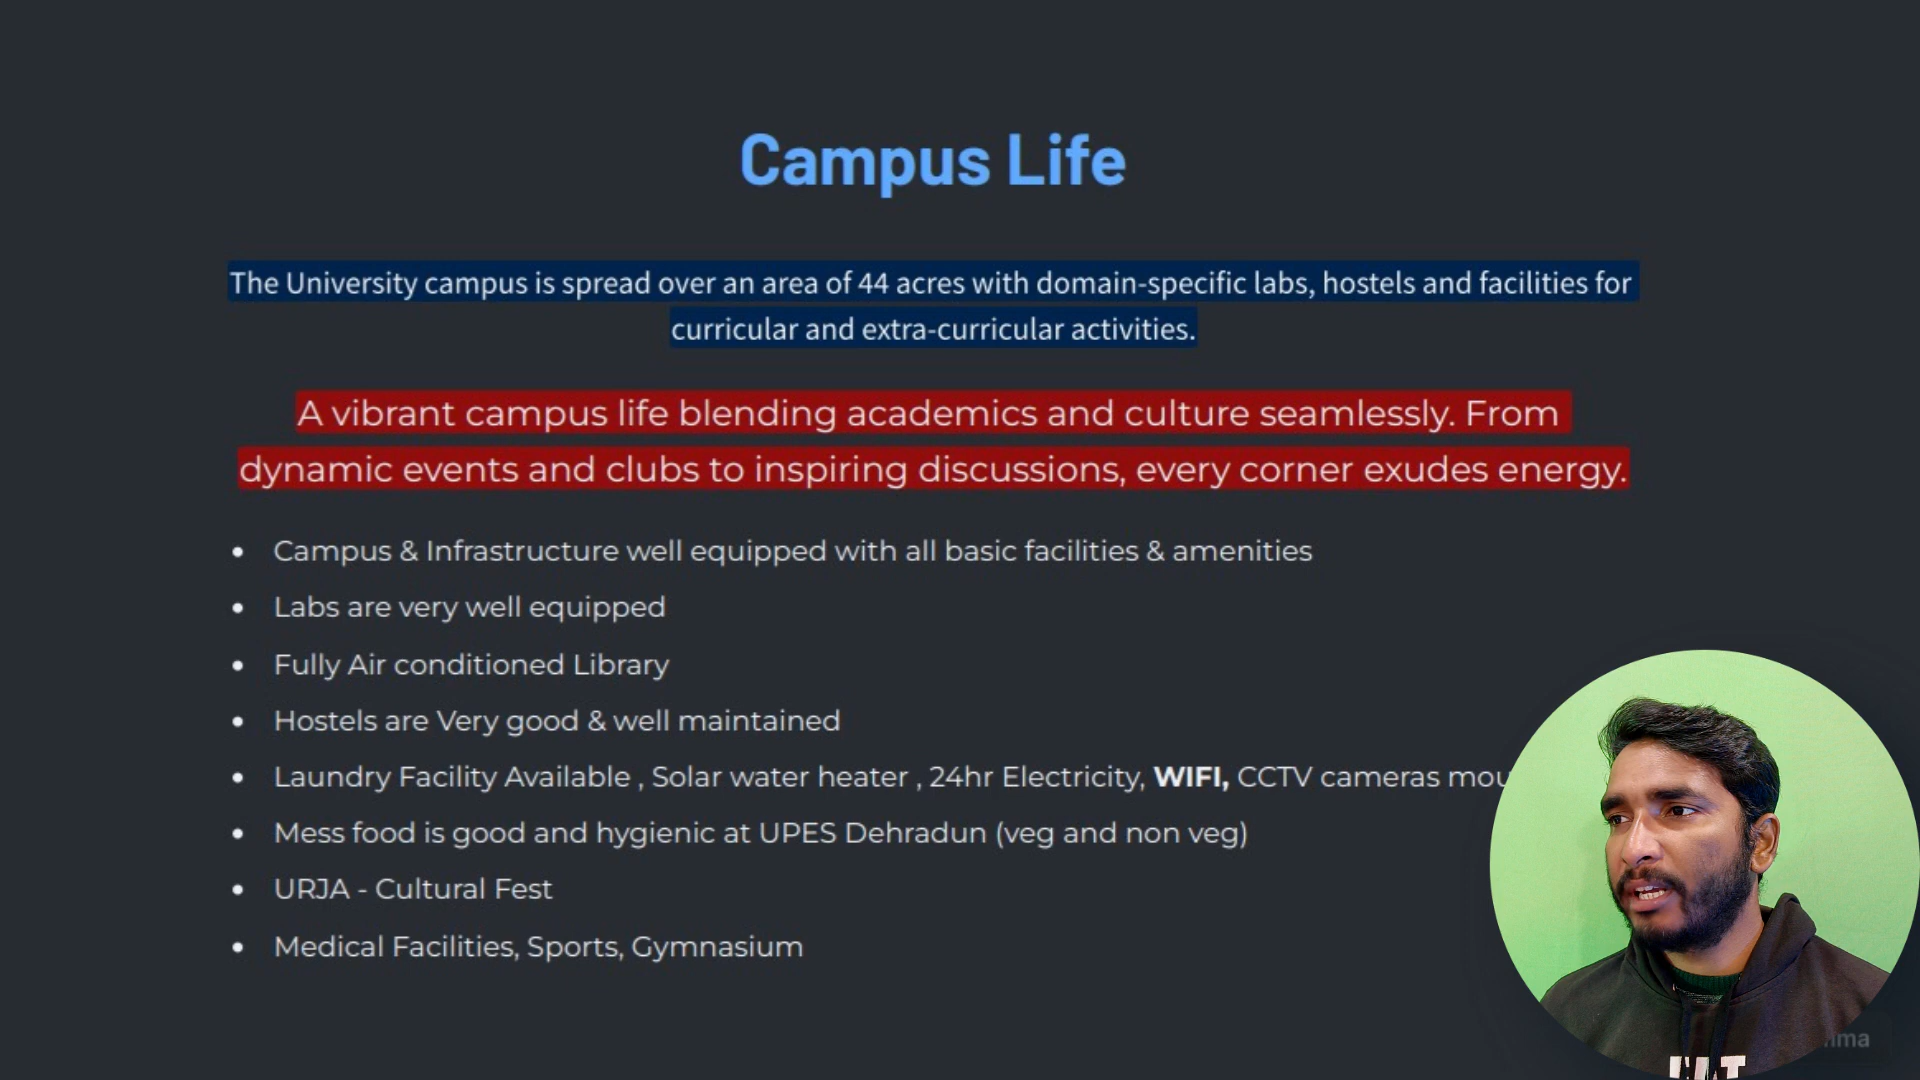 Campus Life
The University campus is spread over an area of 44 acres with domain-specific labs, hostels and facilities for
curricular and extra-curricular activities.
A vibrant campus life blending academics and culture seamlessly. From
dynamic events and clubs to inspiring discussions, every corner exudes energy.
• Campus & Infrastructure well equipped with all basic facilities & amenities
• Labs are very well equipped
• Fully Air conditioned Library
• Hostels are Very good & well maintained
• Laundry Facility Available , Solar water heater , 24hr Electricity, WIFI, CCTV cameras
• Mess food is good and hygienic at UPES Dehradun (veg and non veg)
• URJA - Cultural Fest
• Medical Facilities, Sports, Gymnasium